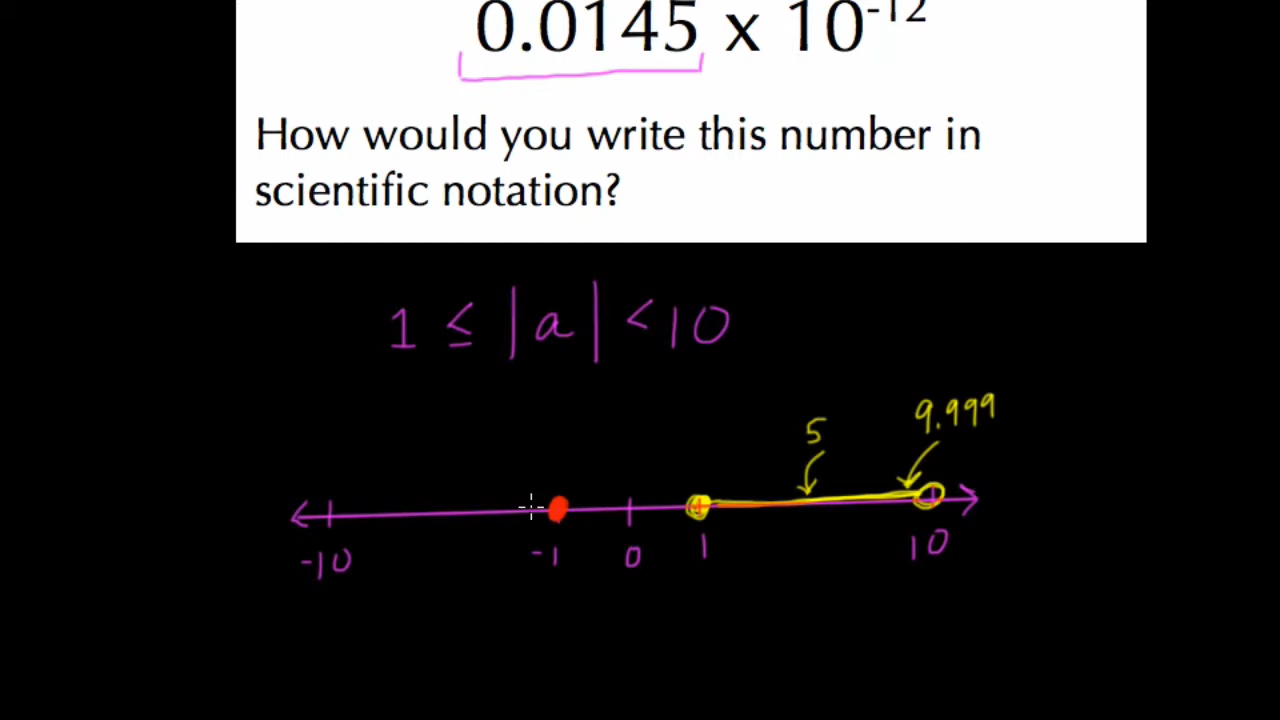 0.0145 x 10⁻¹²
How would you write this number in
scientific notation?
1 ≤ |a| < 10
5 9.999
-10 -1 0 1 10